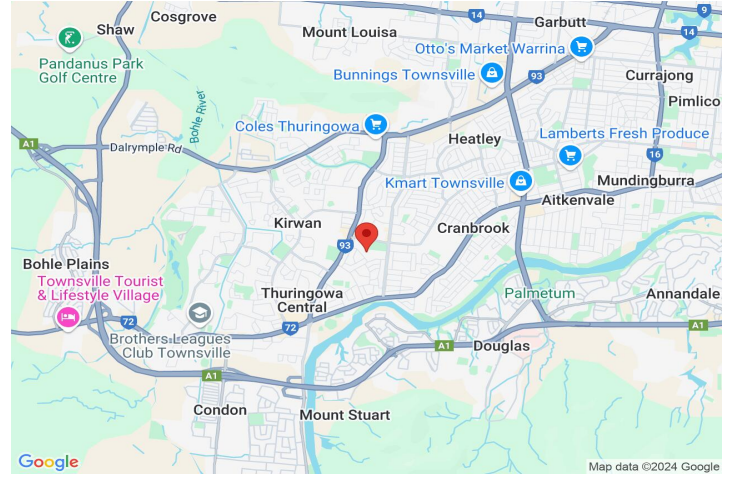 Cosgrove
9
14
Garbutt
Shaw
Mount Louisa
14
Otto's Market Warrina
Pandanus Park
Golf Centre
Bunnings Townsville
93
Currajong
Pimlico
Bohle River
Coles Thuringowa
A1
Dalrymple Rd
Heatley
Lamberts Fresh Produce
16
Kmart Townsville
Mundingburra
Aitkenvale
Kirwan
Cranbrook
93
Bohle Plains
Townsville Tourist
& Lifestyle Village
Thuringowa
Central
Palmetum
Annandale
72
72
A1
Brothers Leagues
Club Townsville
A1
Douglas
A1
Condon
Mount Stuart
Google
Map data ©2024 Google